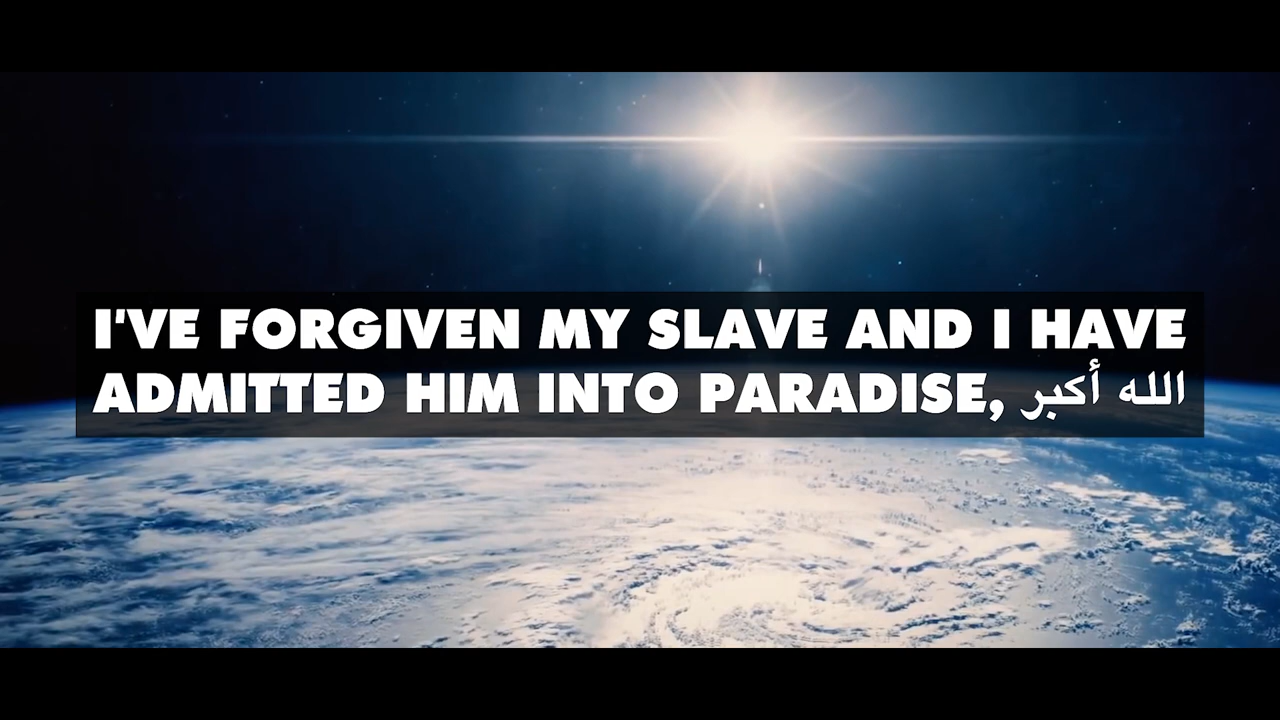 I'VE FORGIVEN MY SLAVE AND I HAVE
ADMITTED HIM INTO PARADISE, الله أكبر